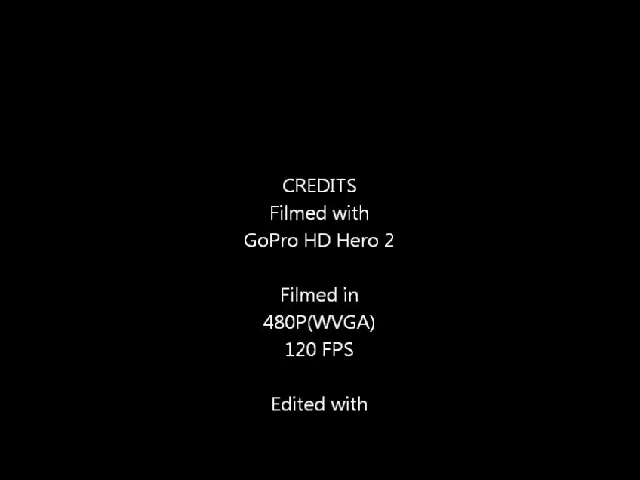 CREDITS
Filmed with
GoPro HD Hero 2
Filmed in
480P(WVGA)
120 FPS
Edited with